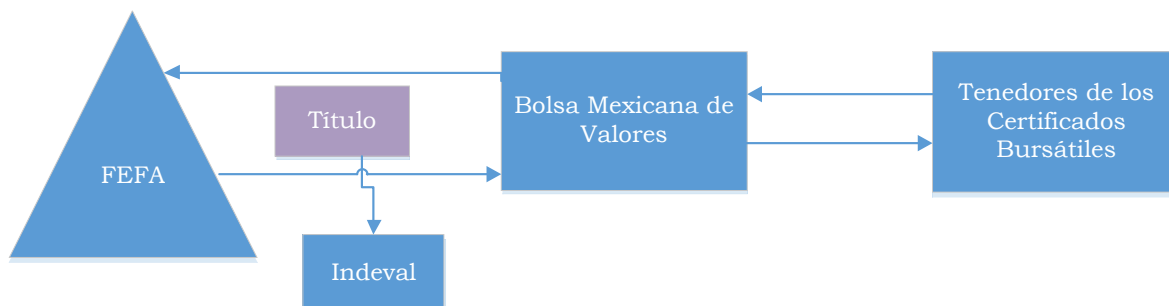 FEFA
Título
Bolsa Mexicana de
Valores
Tenedores de los
Certificados
Bursátiles
Indeval